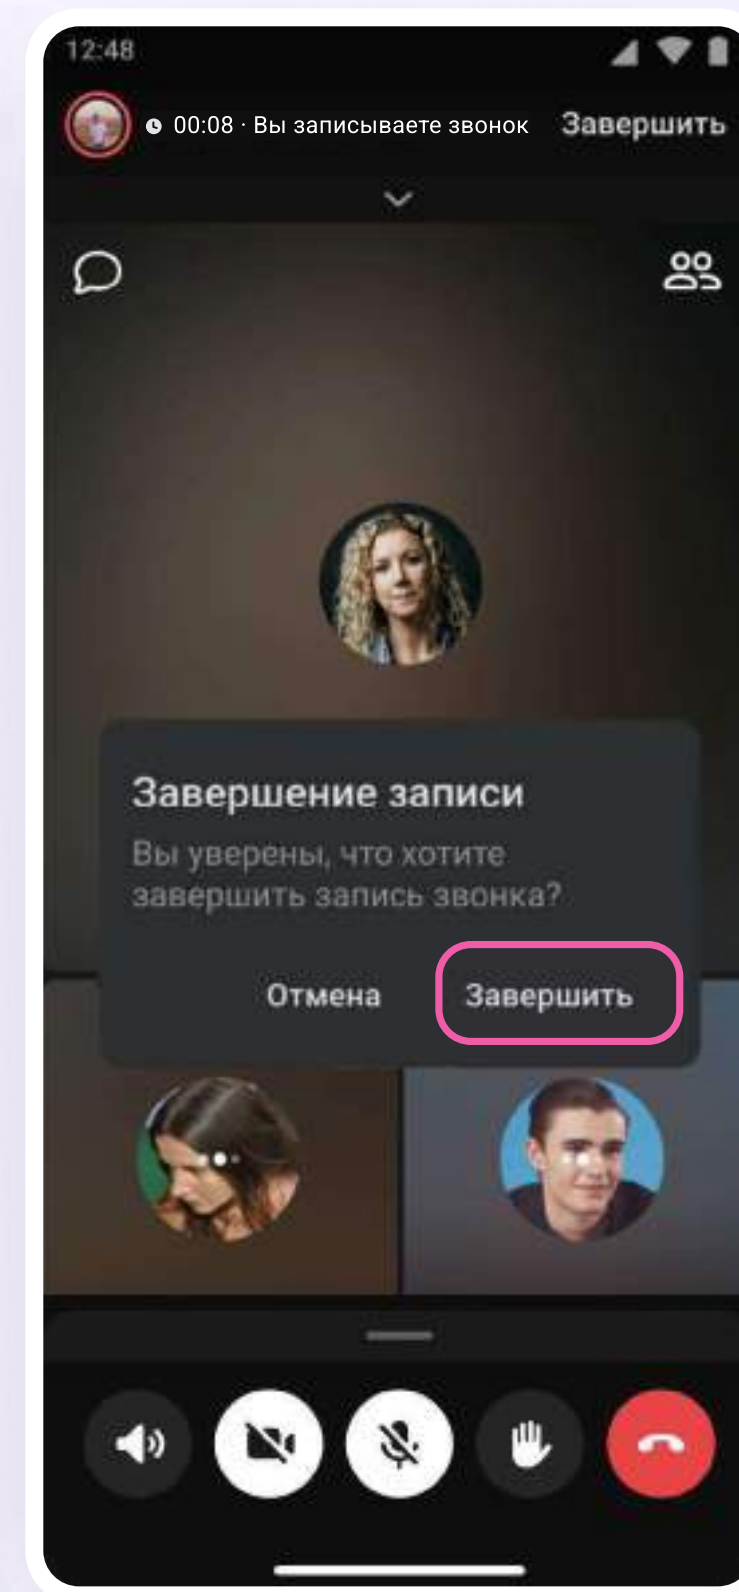 12:48
00:08 · Вы записываете звонок Завершить
Завершение записи
Вы уверены, что хотите
завершить запись звонка?
Отмена Завершить